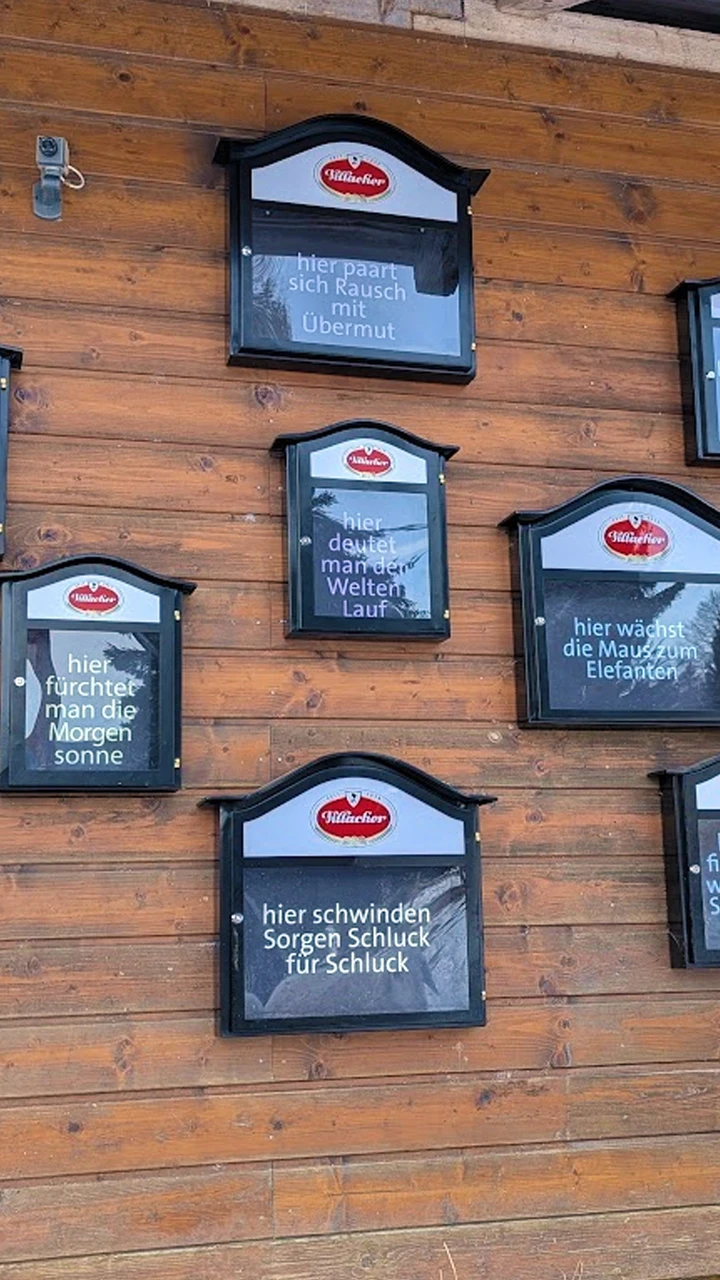 Villacher
hier paart
sich Rausch
mit
Übermut
Villacher
hier
deutet
man der
Welten
Lauf
Villacher
hier wächst
die Maus zum
Elefanten
Villacher
hier
fürchtet
man die
Morgen
sonne
Villacher
hier schwinden
Sorgen Schluck
für Schluck